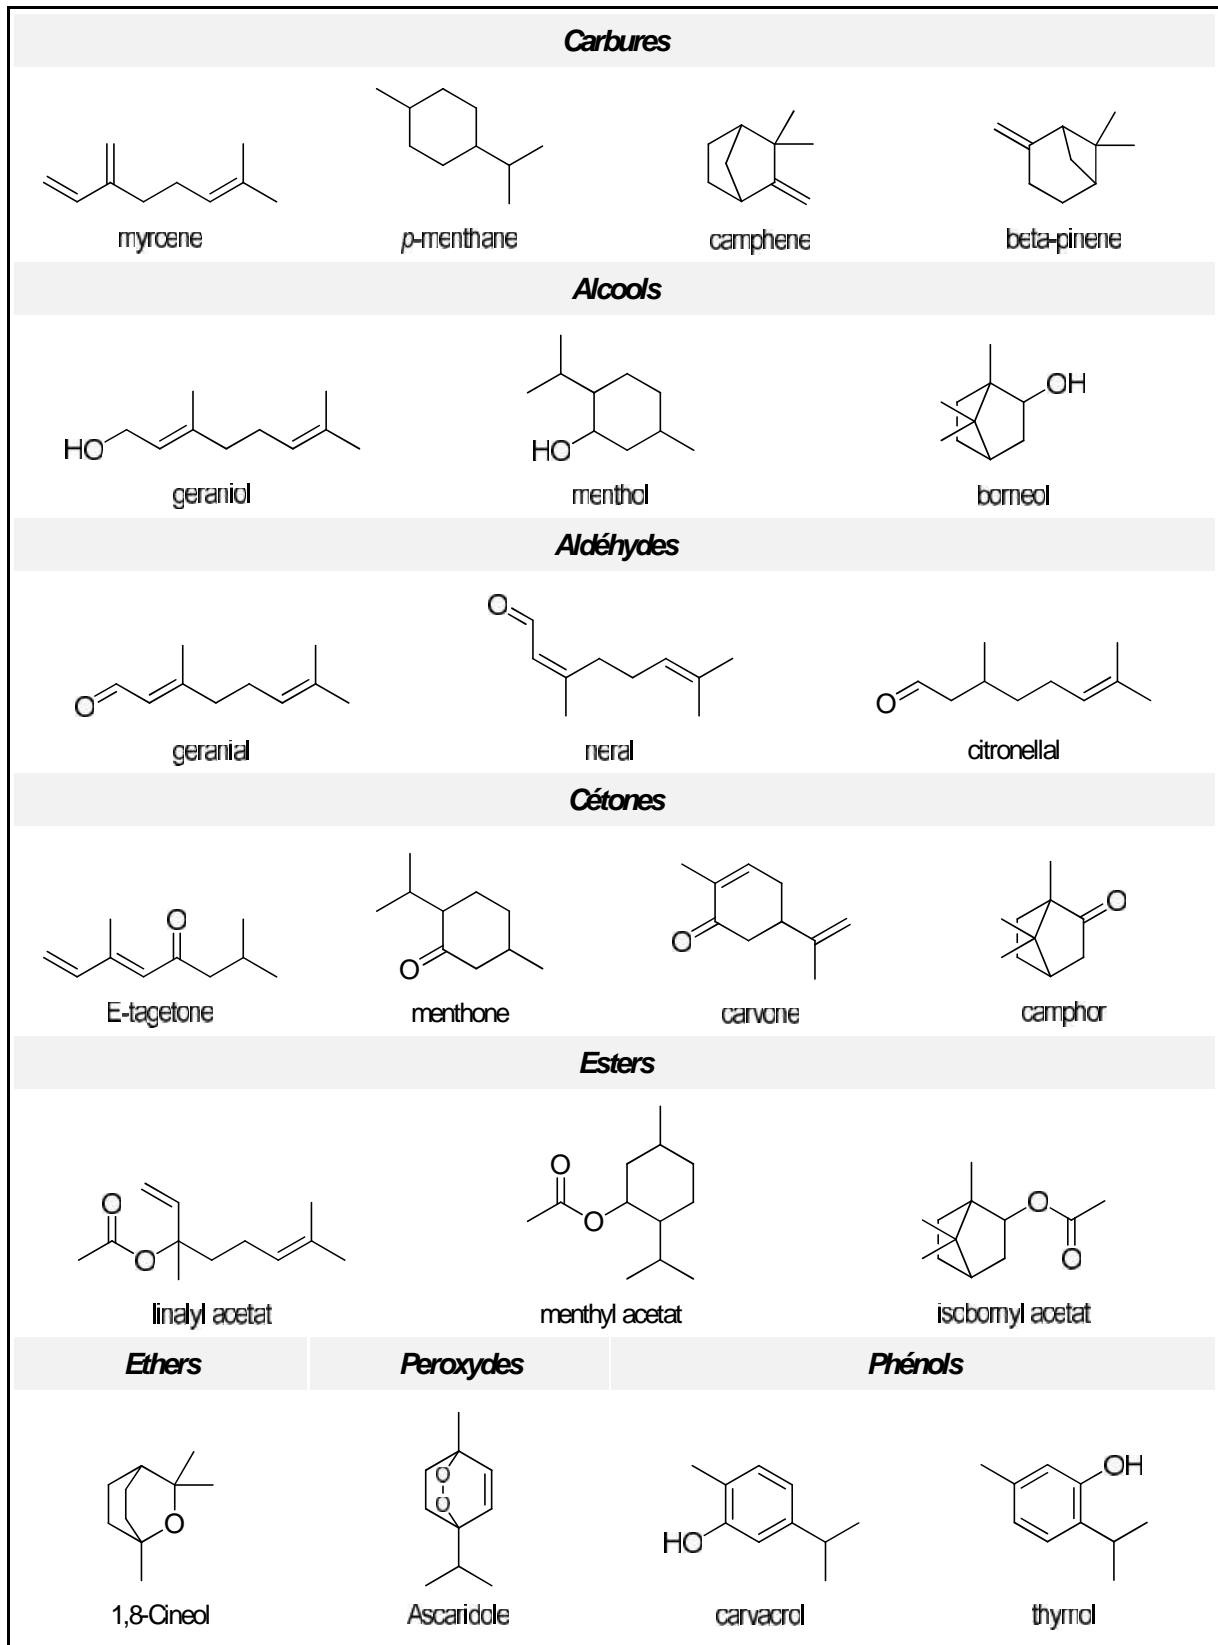 Carbures
myrcene p-menthane camphene beta-pinene
Alcools
OH
HO HO
geraniol menthol borneol
Aldéhydes
O
O O
geranial neral citronellal
Cétones
O O
O O
E-tagetone menthone carvone camphor
Esters
O O O
O O O
linalyl acetat menthyl acetat isobornyl acetat
Ethers Peroxydes Phénols
O O O HO OH
1,8-Cineol Ascaridole carvacrol thymol